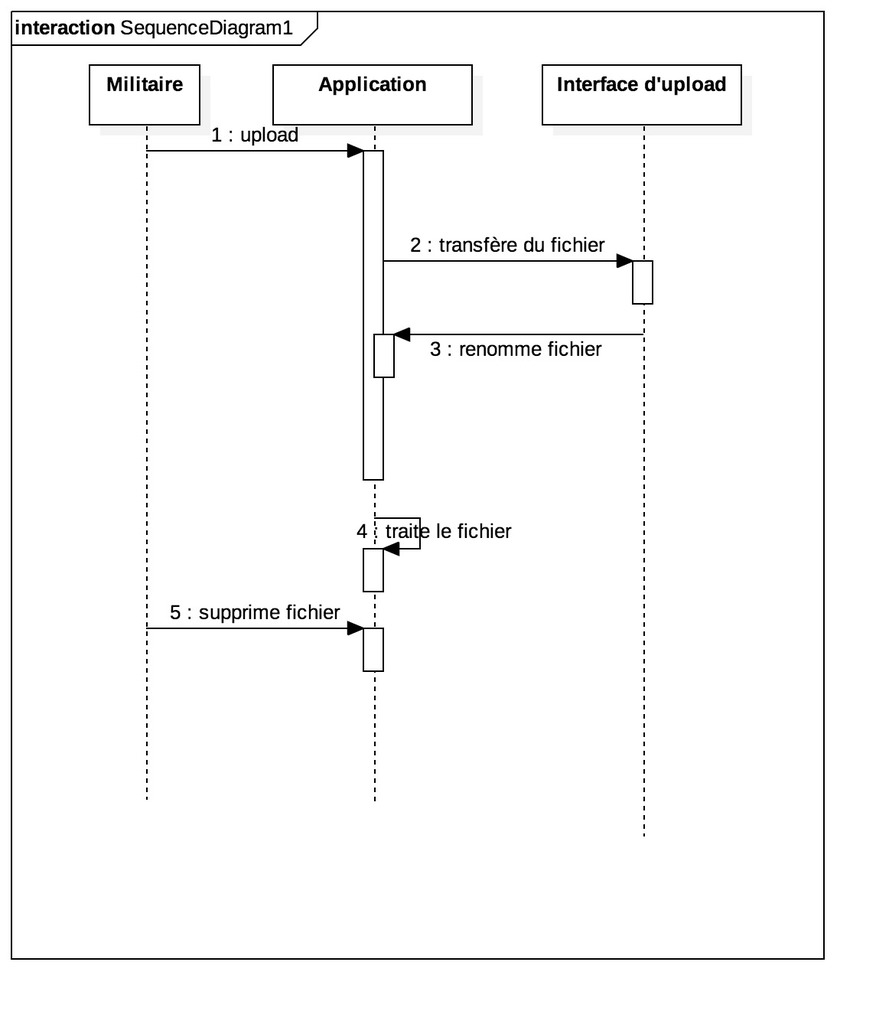 interaction SequenceDiagram1
Militaire
Application
Interface d'upload
1 : upload
2 : transfère du fichier
3 : renomme fichier
4 : traite le fichier
5 : supprime fichier